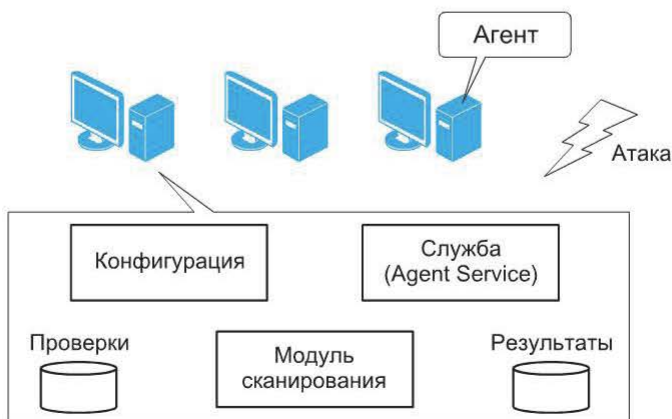 Агент
Атака
Конфигурация
Служба
(Agent Service)
Проверки
Модуль
сканирования
Результаты